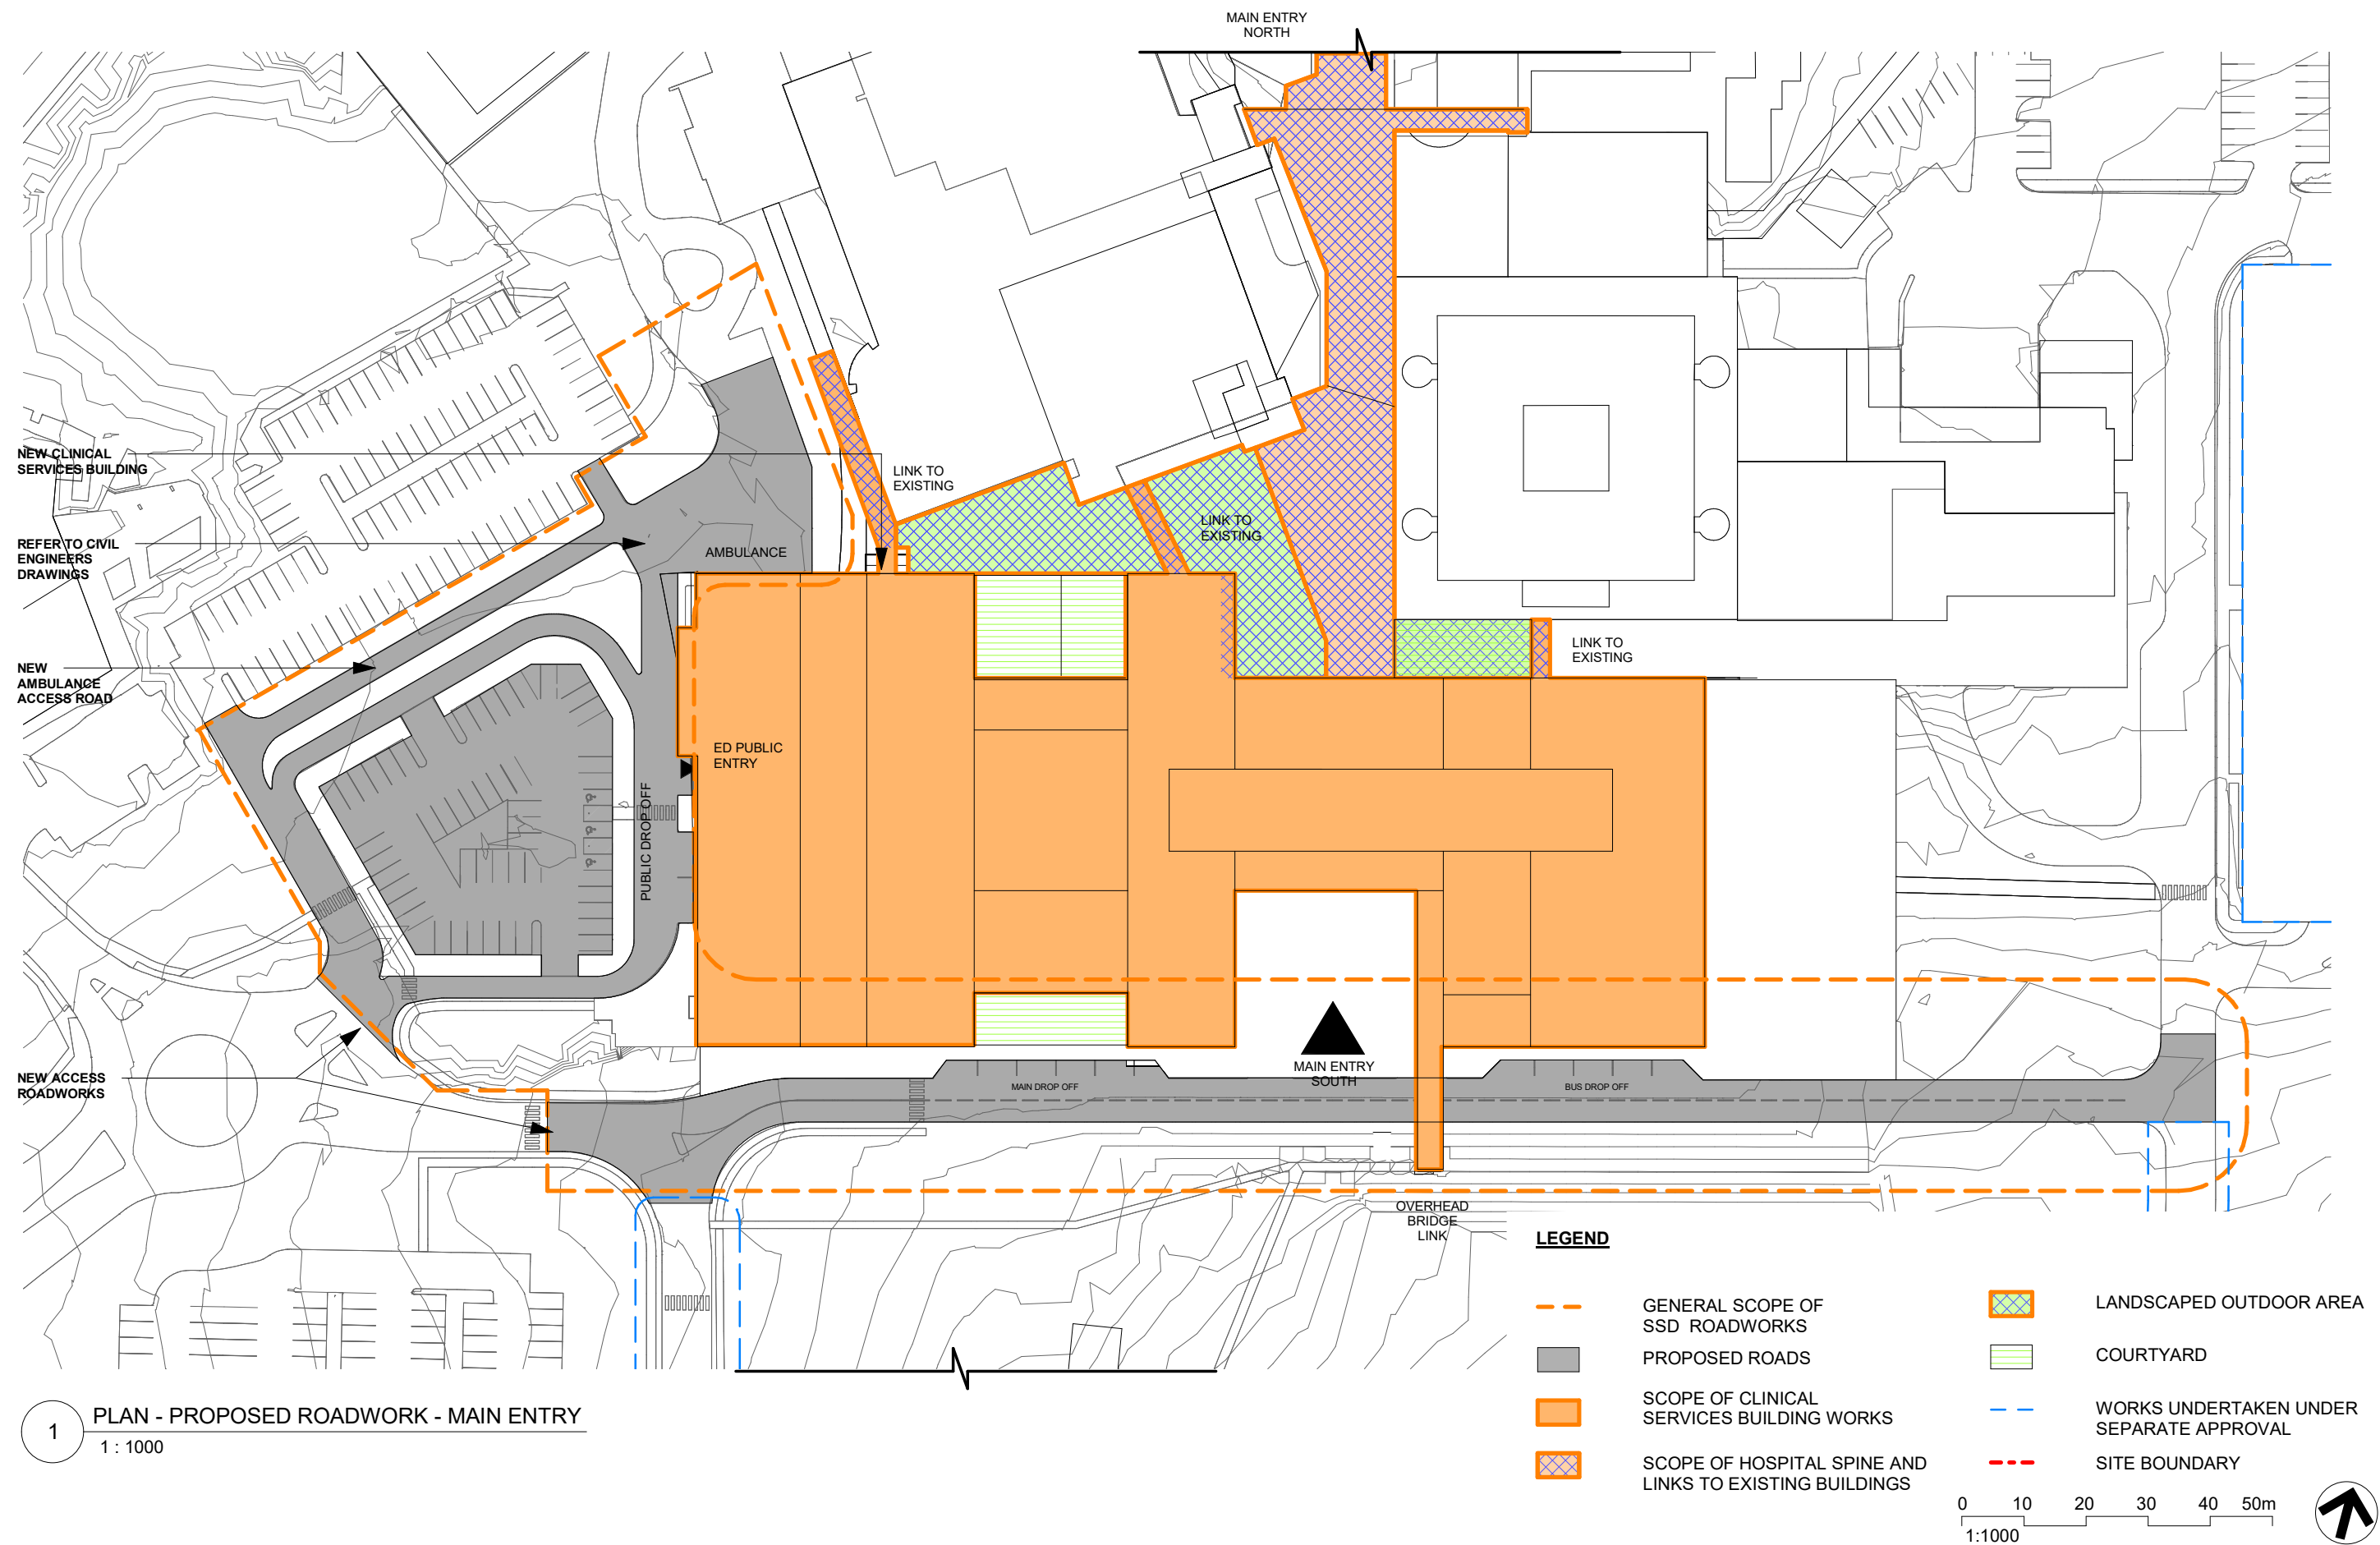 MAIN ENTRY
NORTH
NEW CLINICAL
SERVICES BUILDING
LINK TO
EXISTING
LINK TO
EXISTING
REFER TO CIVIL
ENGINEERS
DRAWINGS
AMBULANCE
LINK TO
EXISTING
NEW
AMBULANCE
ACCESS ROAD
ED PUBLIC
ENTRY
PUBLIC DROP OFF
MAIN ENTRY
SOUTH
NEW ACCESS
ROADWORKS
MAIN DROP OFF
BUS DROP OFF
OVERHEAD
BRIDGE
LINK
LEGEND
GENERAL SCOPE OF
SSD ROADWORKS
PROPOSED ROADS
SCOPE OF CLINICAL
SERVICES BUILDING WORKS
SCOPE OF HOSPITAL SPINE AND
LINKS TO EXISTING BUILDINGS
LANDSCAPED OUTDOOR AREA
COURTYARD
WORKS UNDERTAKEN UNDER
SEPARATE APPROVAL
SITE BOUNDARY
0 10 20 30 40 50m
1:1000
1
PLAN - PROPOSED ROADWORK - MAIN ENTRY
1 : 1000